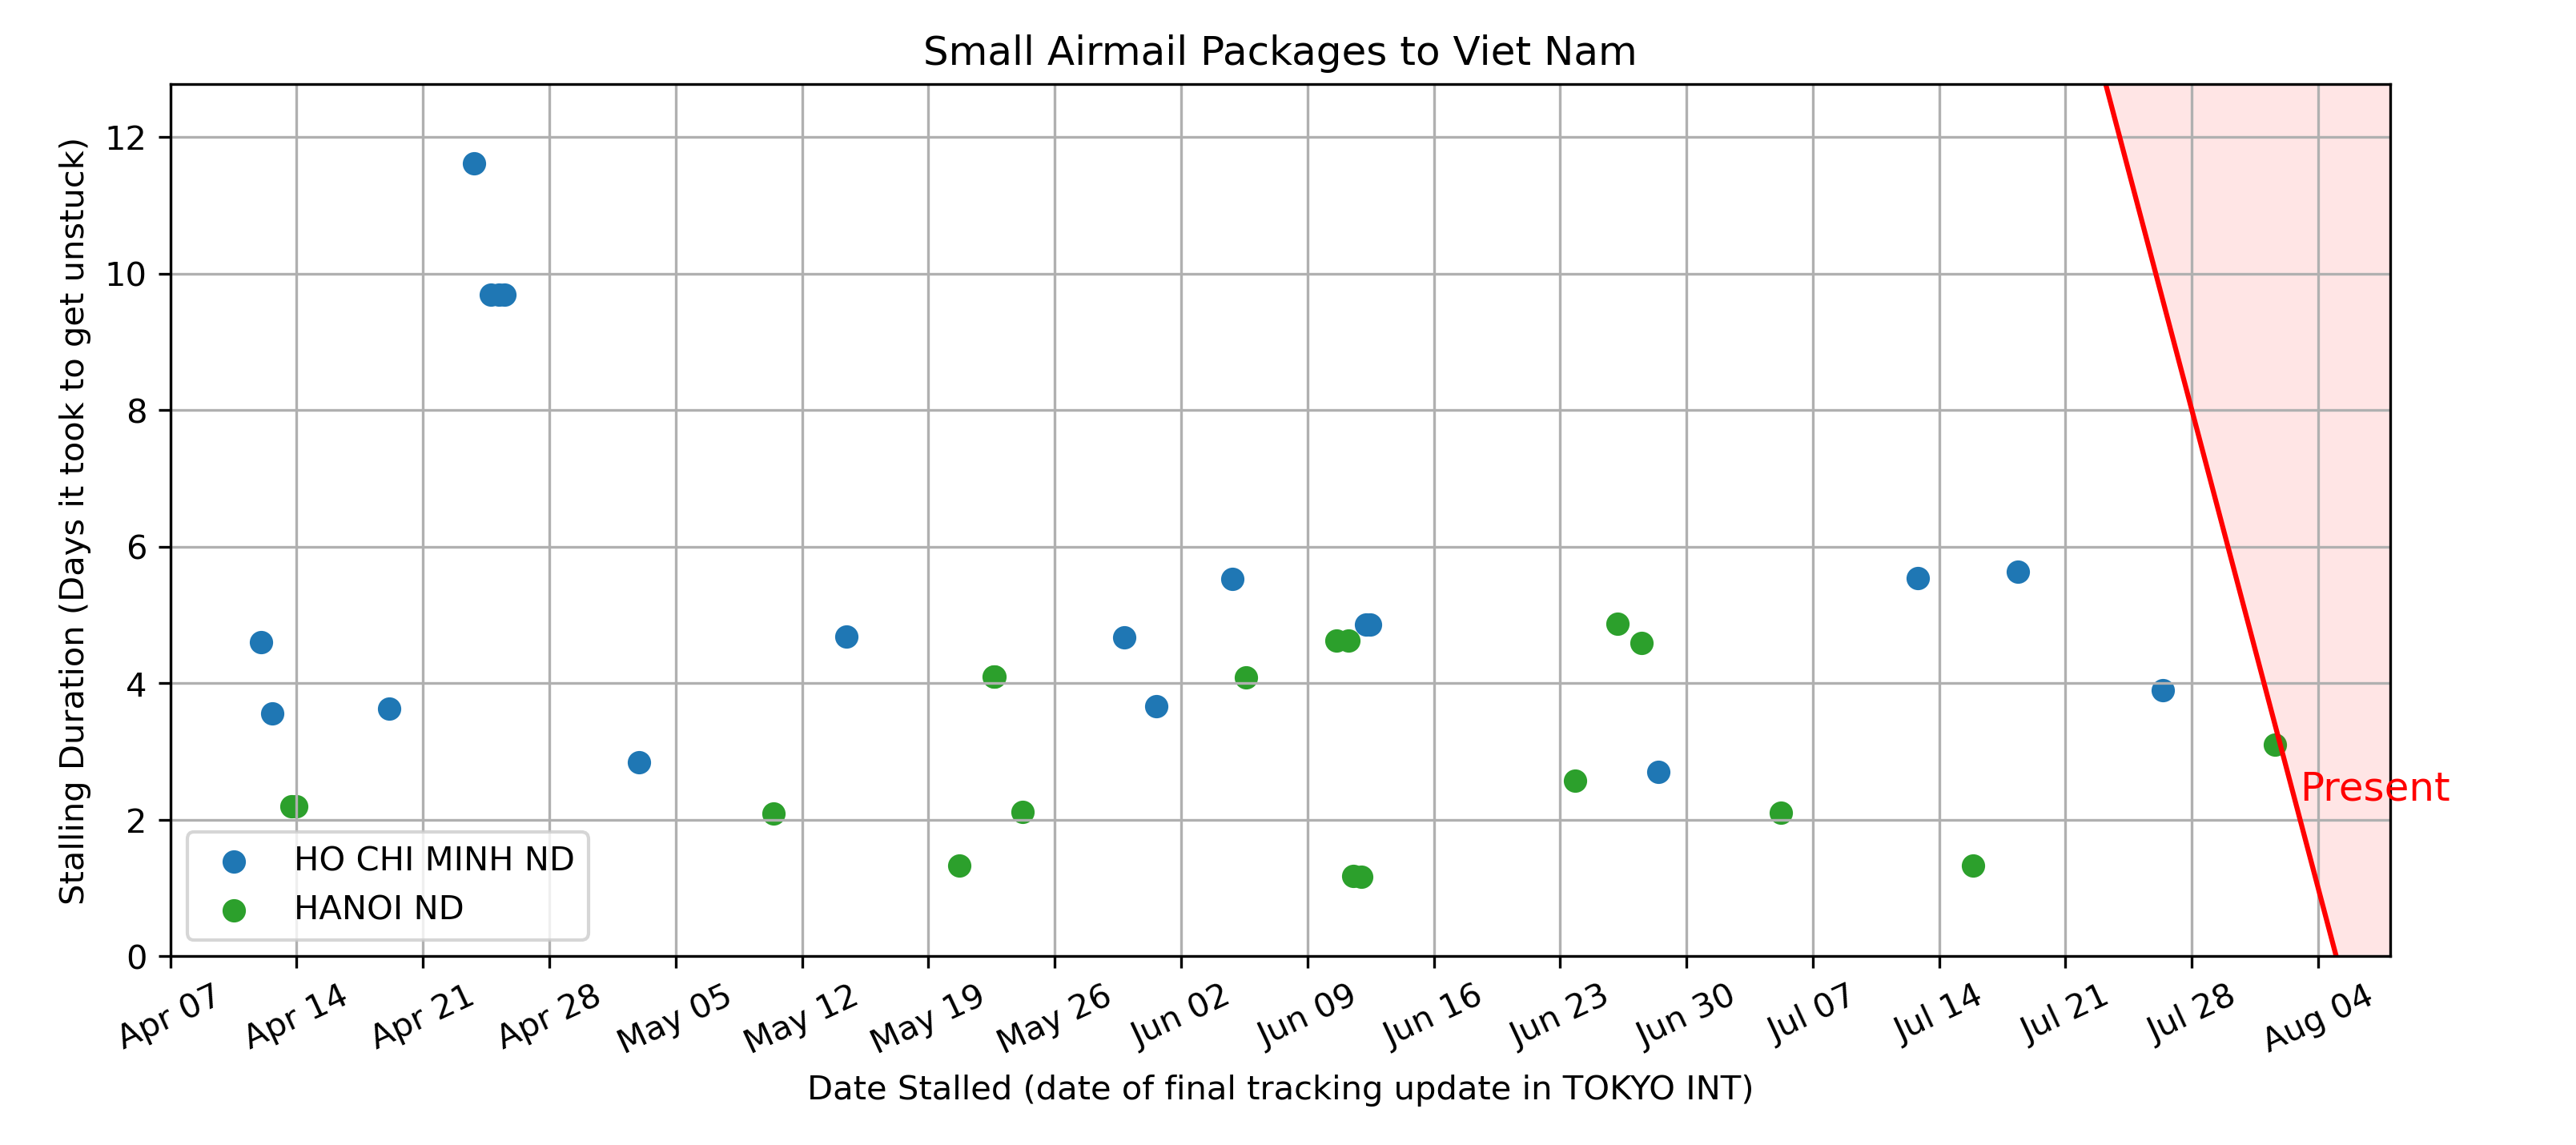 Small Airmail Packages to Viet Nam
Stalling Duration (Days it took to get unstuck)
12
10
8
6
4
2
0
Present
HO CHI MINH ND
HANOI ND
Apr 07
Apr 14
Apr 21
Apr 28
May 05
May 12
May 19
May 26
Jun 02
Jun 09
Jun 16
Jun 23
Jun 30
Jul 07
Jul 14
Jul 21
Jul 28
Aug 04
Date Stalled (date of final tracking update in TOKYO INT)